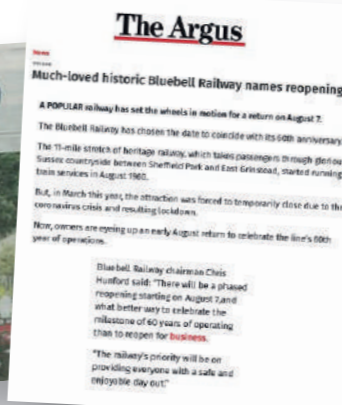 The Argus
News
Much-loved historic Bluebell Railway names reopening
A POPULAR railway has set the wheels in motion for a return on August 7.
The Bluebell Railway has chosen the date to coincide with its 60th anniversary.
The 11-mile stretch of heritage railway, which takes passengers through glorious
Sussex countryside between Sheffield Park and East Grinstead, started running
train services in August 1960.
But, in March this year, the attraction was forced to temporarily close due to the
coronavirus crisis and resulting lockdown.
Now, owners are eyeing up an early August return to celebrate the line's 60th
year of operations.
Bluebell Railway chairman Chris
Hunford said: "There will be a phased
reopening starting on August 7,and
what better way to celebrate the
milestone of 60 years of operating
than to reopen for business.
"The railway's priority will be on
providing everyone with a safe and
enjoyable day out."